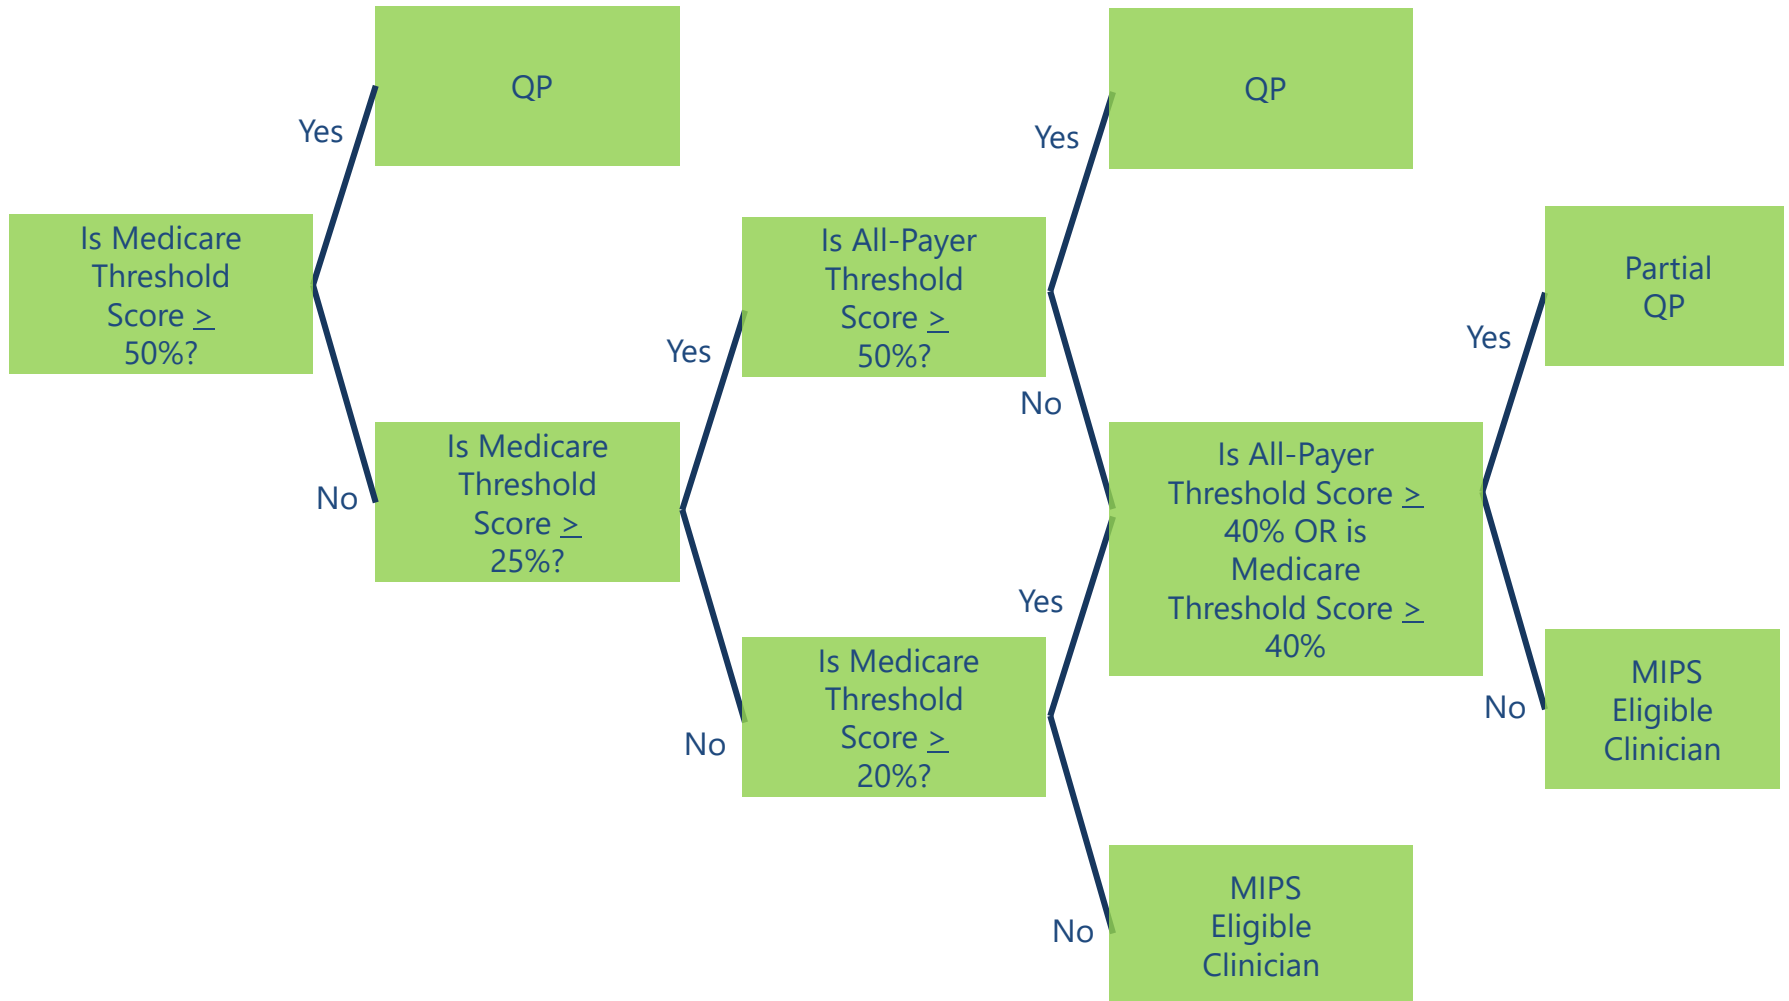 Is Medicare
Threshold
Score ≥
50%?
Yes
No
QP
Is Medicare
Threshold
Score ≥
25%?
Yes
No
Is All-Payer
Threshold
Score ≥
50%?
Yes
No
Is Medicare
Threshold
Score ≥
20%?
Yes
No
QP
Is All-Payer
Threshold Score ≥
40% OR is
Medicare
Threshold Score ≥
40%
Yes
No
MIPS
Eligible
Clinician
Partial
QP
MIPS
Eligible
Clinician